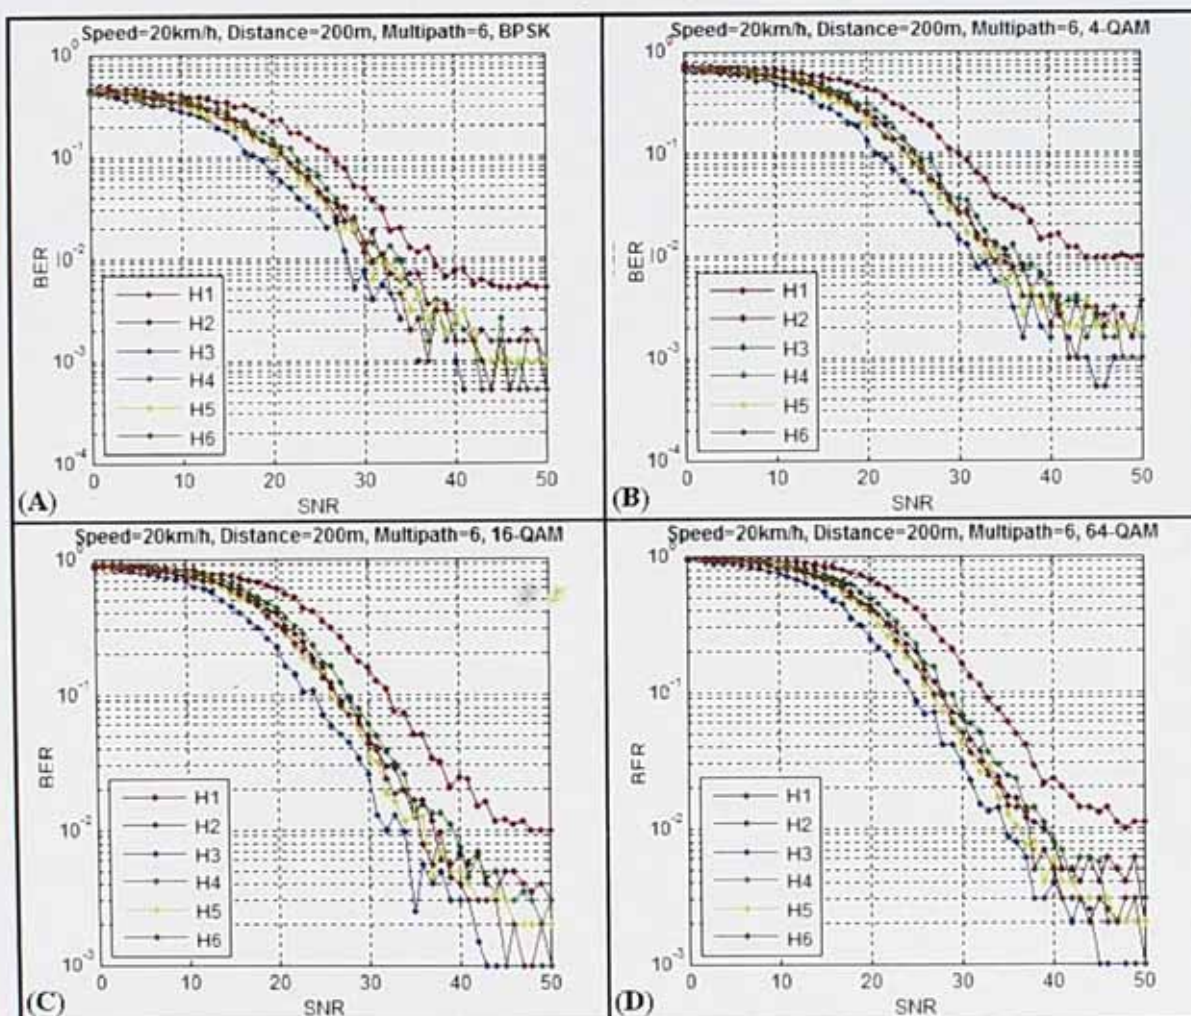 Speed=20km/h, Distance=200m, Multipath=6, BPSK
10^0
10^-1
10^-2
10^-3
10^-4
BER
H1
H2
H3
H4
H5
H6
0 10 20 30 40 50
SNR
(A)
Speed=20km/h, Distance=200m, Multipath=6, 4-QAM
10^0
10^-1
10^-2
10^-3
10^-4
BER
H1
H2
H3
H4
H5
H6
0 10 20 30 40 50
SNR
(B)
Speed=20km/h, Distance=200m, Multipath=6, 16-QAM
10^0
10^-1
10^-2
10^-3
BER
H1
H2
H3
H4
H5
H6
0 10 20 30 40 50
SNR
(C)
Speed=20km/h, Distance=200m, Multipath=6, 64-QAM
10^0
10^-1
10^-2
10^-3
BER
H1
H2
H3
H4
H5
H6
0 10 20 30 40 50
SNR
(D)